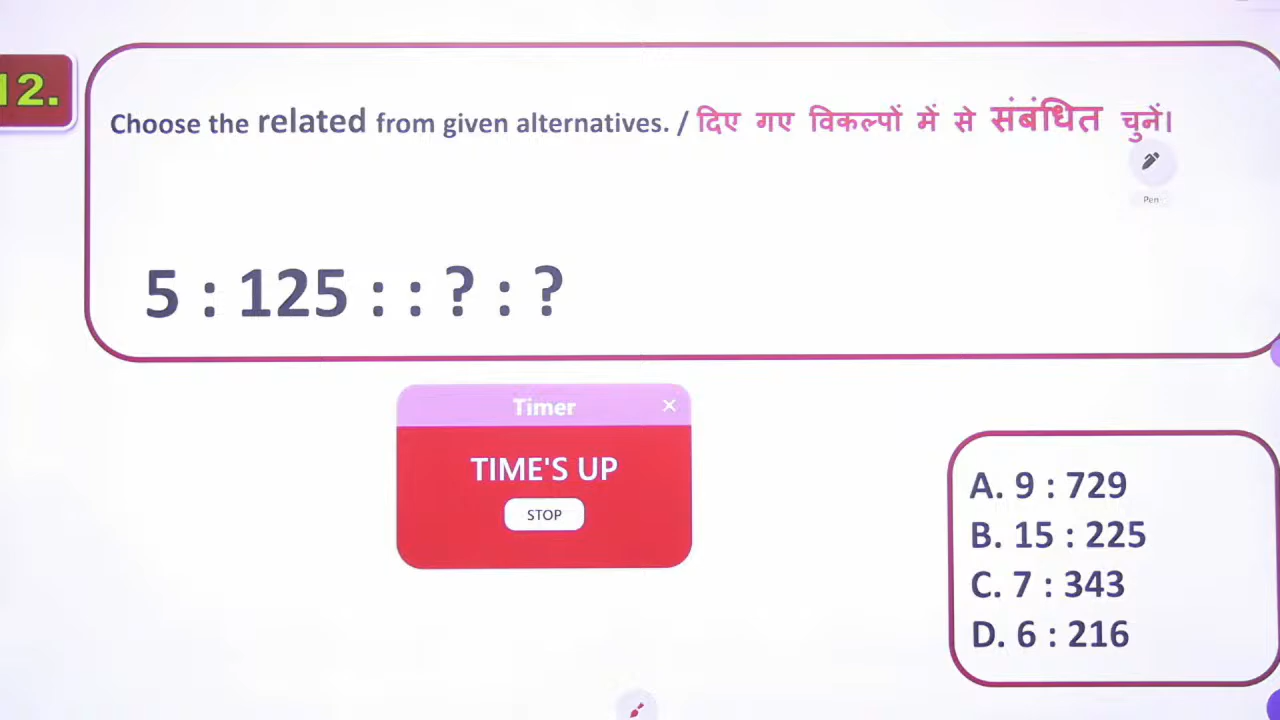 12.
Choose the related from given alternatives. / दिए गए विकल्पों में से संबंधित चुनें।
Pen
5 : 125 : : ? : ?
Timer
TIME'S UP
STOP
A. 9 : 729
B. 15 : 225
C. 7 : 343
D. 6 : 216